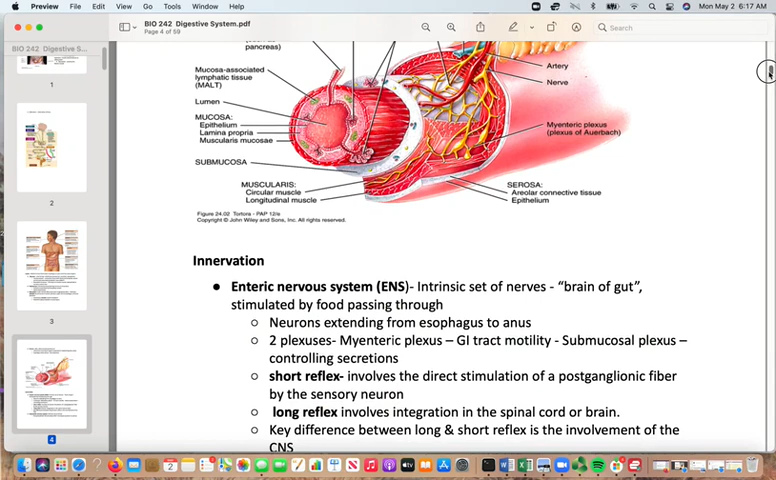 Preview File Edit View Go Tools Window Help Mon May 2 6:17 AM
BIO 242 Digestive System.pdf
Page 4 of 59
Search
BIO 242 Digestive S...
1
2
3
4
pancreas)
Mucosa-associated
lymphatic tissue
(MALT)
Lumen
MUCOSA:
Epithelium
Lamina propria
Muscularis mucosae
SUBMUCOSA
MUSCULARIS:
Circular muscle
Longitudinal muscle
Artery
Nerve
Myenteric plexus
(plexus of Auerbach)
SEROSA:
Areolar connective tissue
Epithelium
Figure 24.02 Tortora - PAP 12/e
Copyright © John Wiley and Sons, Inc. All rights reserved.
Innervation
● Enteric nervous system (ENS)- Intrinsic set of nerves - “brain of gut”,
stimulated by food passing through
○ Neurons extending from esophagus to anus
○ 2 plexuses- Myenteric plexus – GI tract motility - Submucosal plexus –
controlling secretions
○ short reflex- involves the direct stimulation of a postganglionic fiber
by the sensory neuron
○ long reflex involves integration in the spinal cord or brain.
○ Key difference between long & short reflex is the involvement of the
CNS